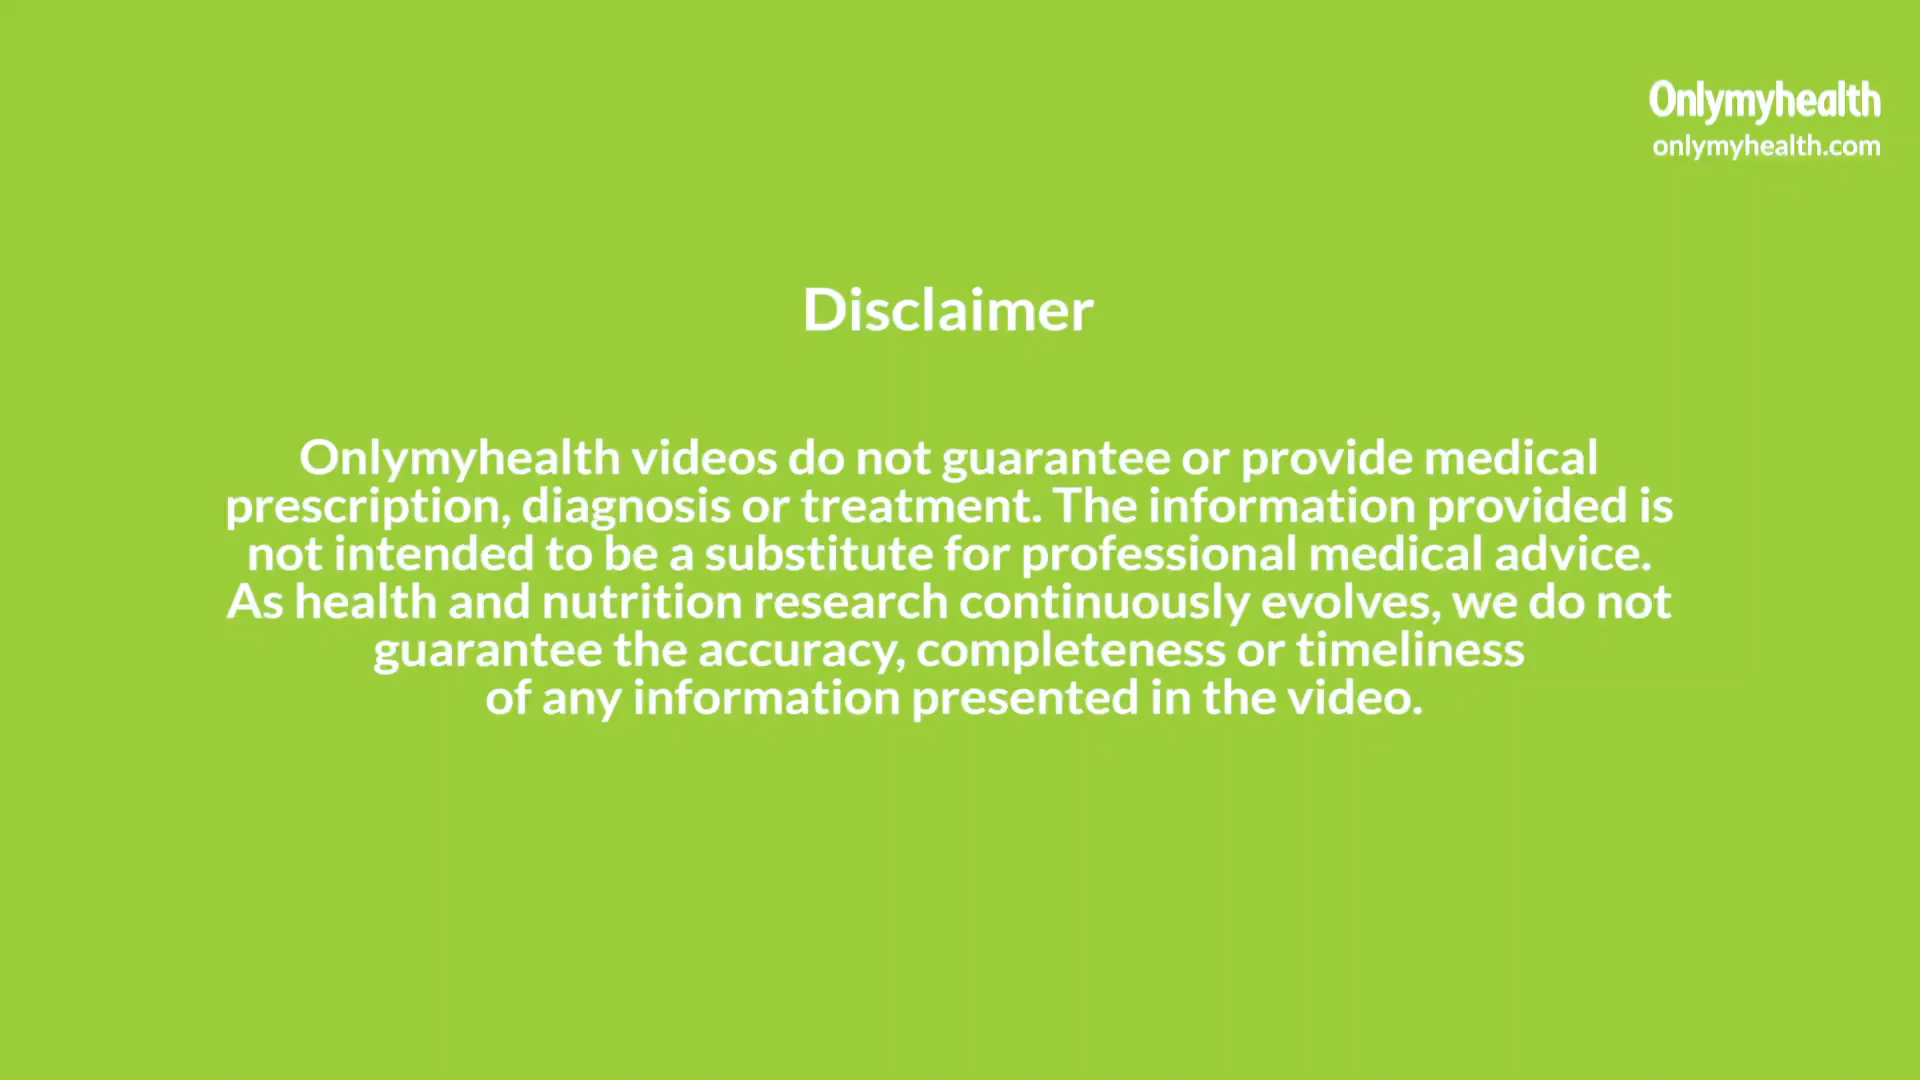 Onlymyhealth
onlymyhealth.com
Disclaimer
Onlymyhealth videos do not guarantee or provide medical
prescription, diagnosis or treatment. The information provided is
not intended to be a substitute for professional medical advice.
As health and nutrition research continuously evolves, we do not
guarantee the accuracy, completeness or timeliness
of any information presented in the video.